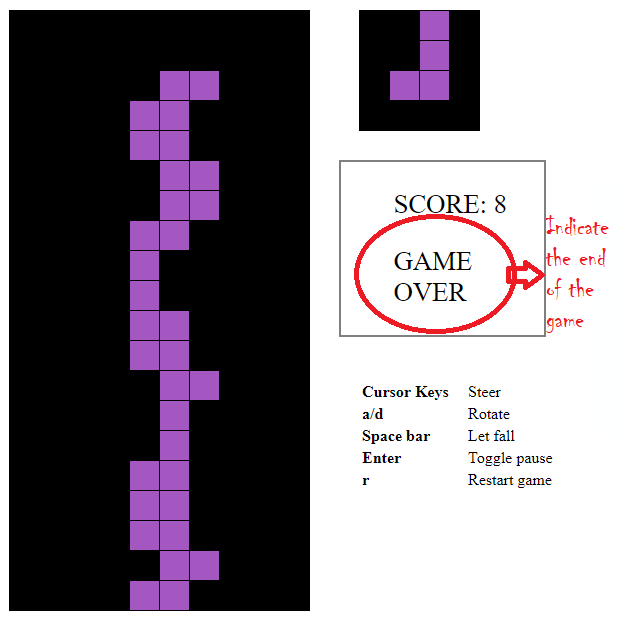 SCORE: 8
GAME
OVER
Indicate
the end
of the
game
Cursor Keys Steer
a/d Rotate
Space bar Let fall
Enter Toggle pause
r Restart game